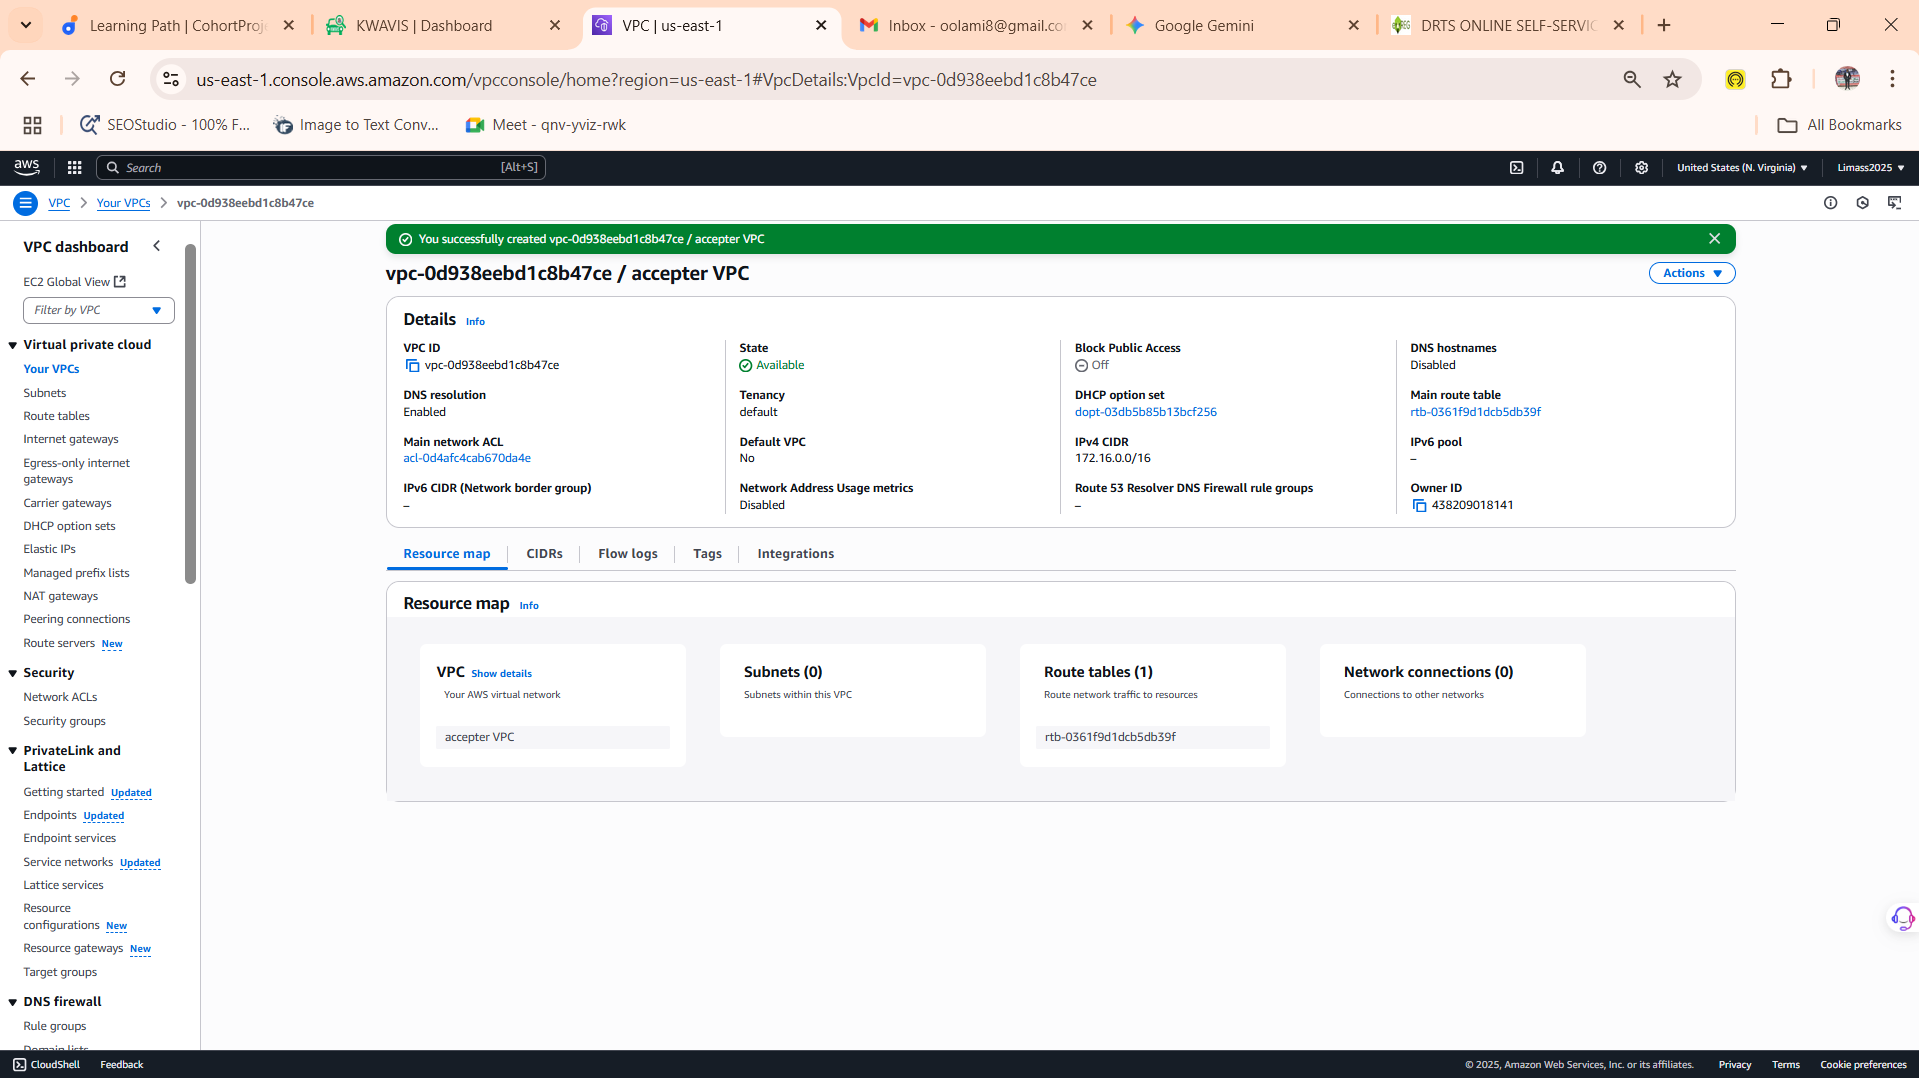 Learning Path | CohortProj
KWAVIS | Dashboard
VPC | us-east-1
Inbox - oolami8@gmail.co
Google Gemini
DRTS ONLINE SELF-SERVIC
us-east-1.console.aws.amazon.com/vpcconsole/home?region=us-east-1#VpcDetails:VpcId=vpc-0d938eebd1c8b47ce
SEOStudio - 100% F...
Image to Text Conv...
Meet - qnv-yviz-rwk
All Bookmarks
aws
Search
[Alt+S]
United States (N. Virginia)
Limass2025
VPC
Your VPCs
vpc-0d938eebd1c8b47ce
VPC dashboard
EC2 Global View
Filter by VPC
Virtual private cloud
Your VPCs
Subnets
Route tables
Internet gateways
Egress-only internet
gateways
Carrier gateways
DHCP option sets
Elastic IPs
Managed prefix lists
NAT gateways
Peering connections
Route servers New
Security
Network ACLs
Security groups
PrivateLink and
Lattice
Getting started Updated
Endpoints Updated
Endpoint services
Service networks Updated
Lattice services
Resource
configurations New
Resource gateways New
Target groups
DNS firewall
Rule groups
Domain lists
You successfully created vpc-0d938eebd1c8b47ce / accepter VPC
vpc-0d938eebd1c8b47ce / accepter VPC
Actions
Details Info
VPC ID
vpc-0d938eebd1c8b47ce
State
Available
Block Public Access
Off
DNS hostnames
Disabled
DNS resolution
Enabled
Tenancy
default
DHCP option set
dopt-03db5b85b13bcf256
Main route table
rtb-0361f9d1dcb5db39f
Main network ACL
acl-0d4afc4cab670da4e
Default VPC
No
IPv4 CIDR
172.16.0.0/16
IPv6 pool
–
IPv6 CIDR (Network border group)
–
Network Address Usage metrics
Disabled
Route 53 Resolver DNS Firewall rule groups
–
Owner ID
438209018141
Resource map
CIDRs
Flow logs
Tags
Integrations
Resource map Info
VPC Show details
Your AWS virtual network
accepter VPC
Subnets (0)
Subnets within this VPC
Route tables (1)
Route network traffic to resources
rtb-0361f9d1dcb5db39f
Network connections (0)
Connections to other networks
CloudShell
Feedback
© 2025, Amazon Web Services, Inc. or its affiliates.
Privacy
Terms
Cookie preferences